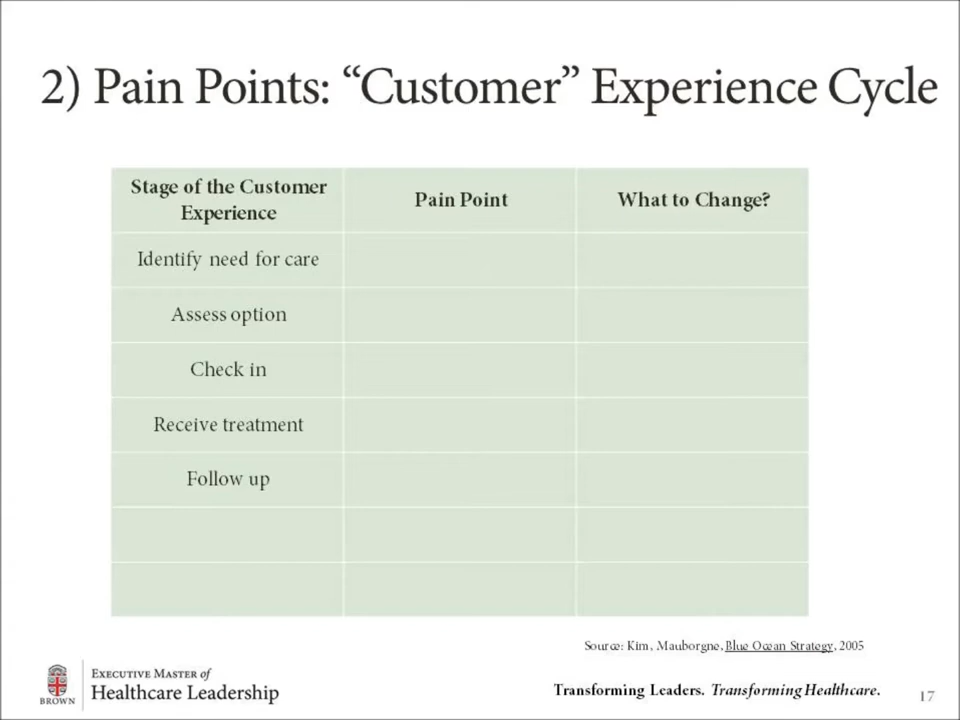 2) Pain Points: “Customer” Experience Cycle
Stage of the Customer
Experience
Pain Point
What to Change?
Identify need for care
Assess option
Check in
Receive treatment
Follow up
Source: Kim, Mauborgne, Blue Ocean Strategy, 2005
BROWN
Executive Master of
Healthcare Leadership
Transforming Leaders. Transforming Healthcare.
17